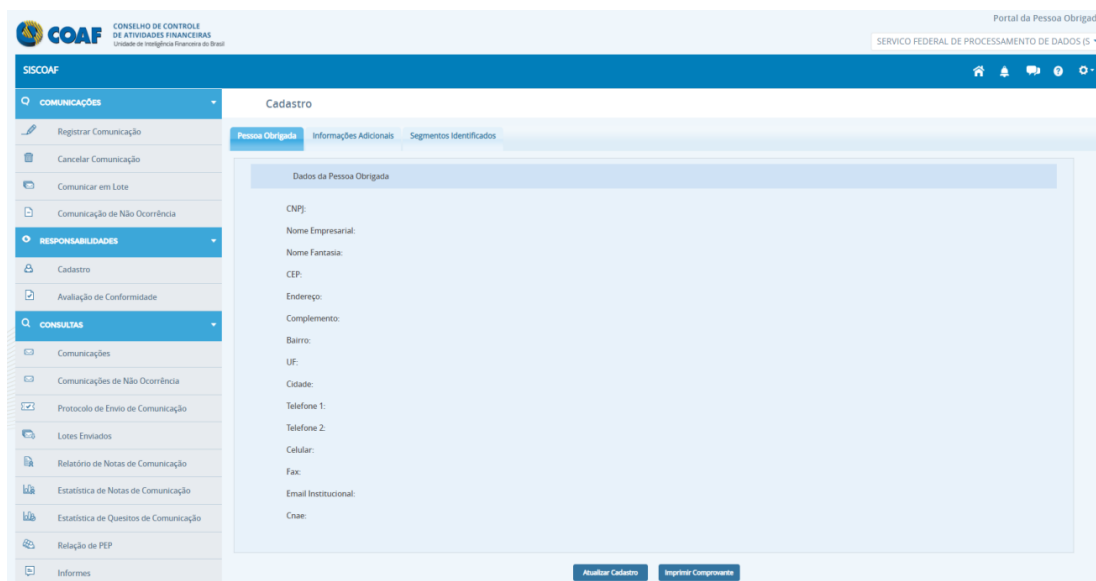 Portal da Pessoa Obrigad
COAF
CONSELHO DE CONTROLE
DE ATIVIDADES FINANCEIRAS
Unidade de Inteligência Financeira do Brasil
SERVICO FEDERAL DE PROCESSAMENTO DE DADOS (S
SISCOAF
COMUNICAÇÕES
Registrar Comunicação
Cancelar Comunicação
Comunicar em Lote
Comunicação de Não Ocorrência
RESPONSABILIDADES
Cadastro
Avaliação de Conformidade
CONSULTAS
Comunicações
Comunicações de Não Ocorrência
Protocolo de Envio de Comunicação
Lotes Enviados
Relatório de Notas de Comunicação
Estatística de Notas de Comunicação
Estatística de Quesitos de Comunicação
Relação de PEP
Informes
Cadastro
Pessoa Obrigada Informações Adicionais Segmentos Identificados
Dados da Pessoa Obrigada
CNPJ:
Nome Empresarial:
Nome Fantasia:
CEP:
Endereço:
Complemento:
Bairro:
UF:
Cidade:
Telefone 1:
Telefone 2:
Celular:
Fax:
Email Institucional:
Cnae:
Atualizar Cadastro Imprimir Comprovante